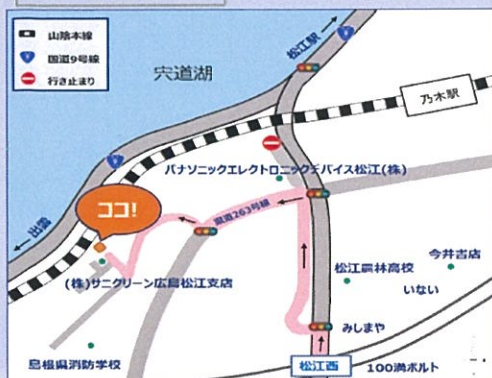 山陰本線
国道9号線
行き止まり
宍道湖
松江駅
9
乃木駅
パナソニックエレクトロニックデバイス松江(株)
9
ココ!
県道263号線
出雲
(株)サニクリーン広島松江支店
松江農林高校
今井書店
いない
みしまや
島根県消防学校
松江西
100満ボルト